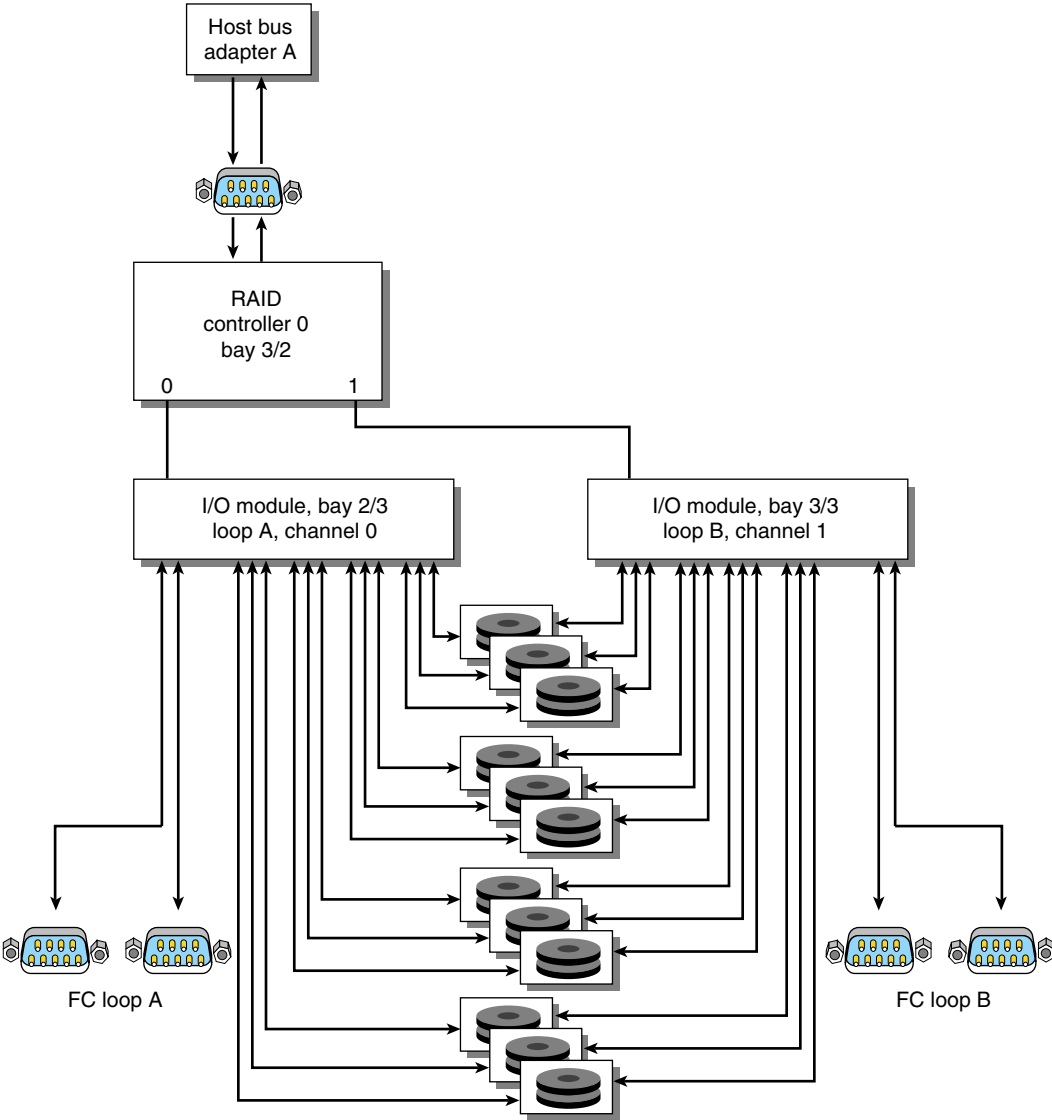 Host bus
adapter A
RAID
controller 0
bay 3/2
0
1
I/O module, bay 2/3
loop A, channel 0
I/O module, bay 3/3
loop B, channel 1
FC loop A
FC loop B